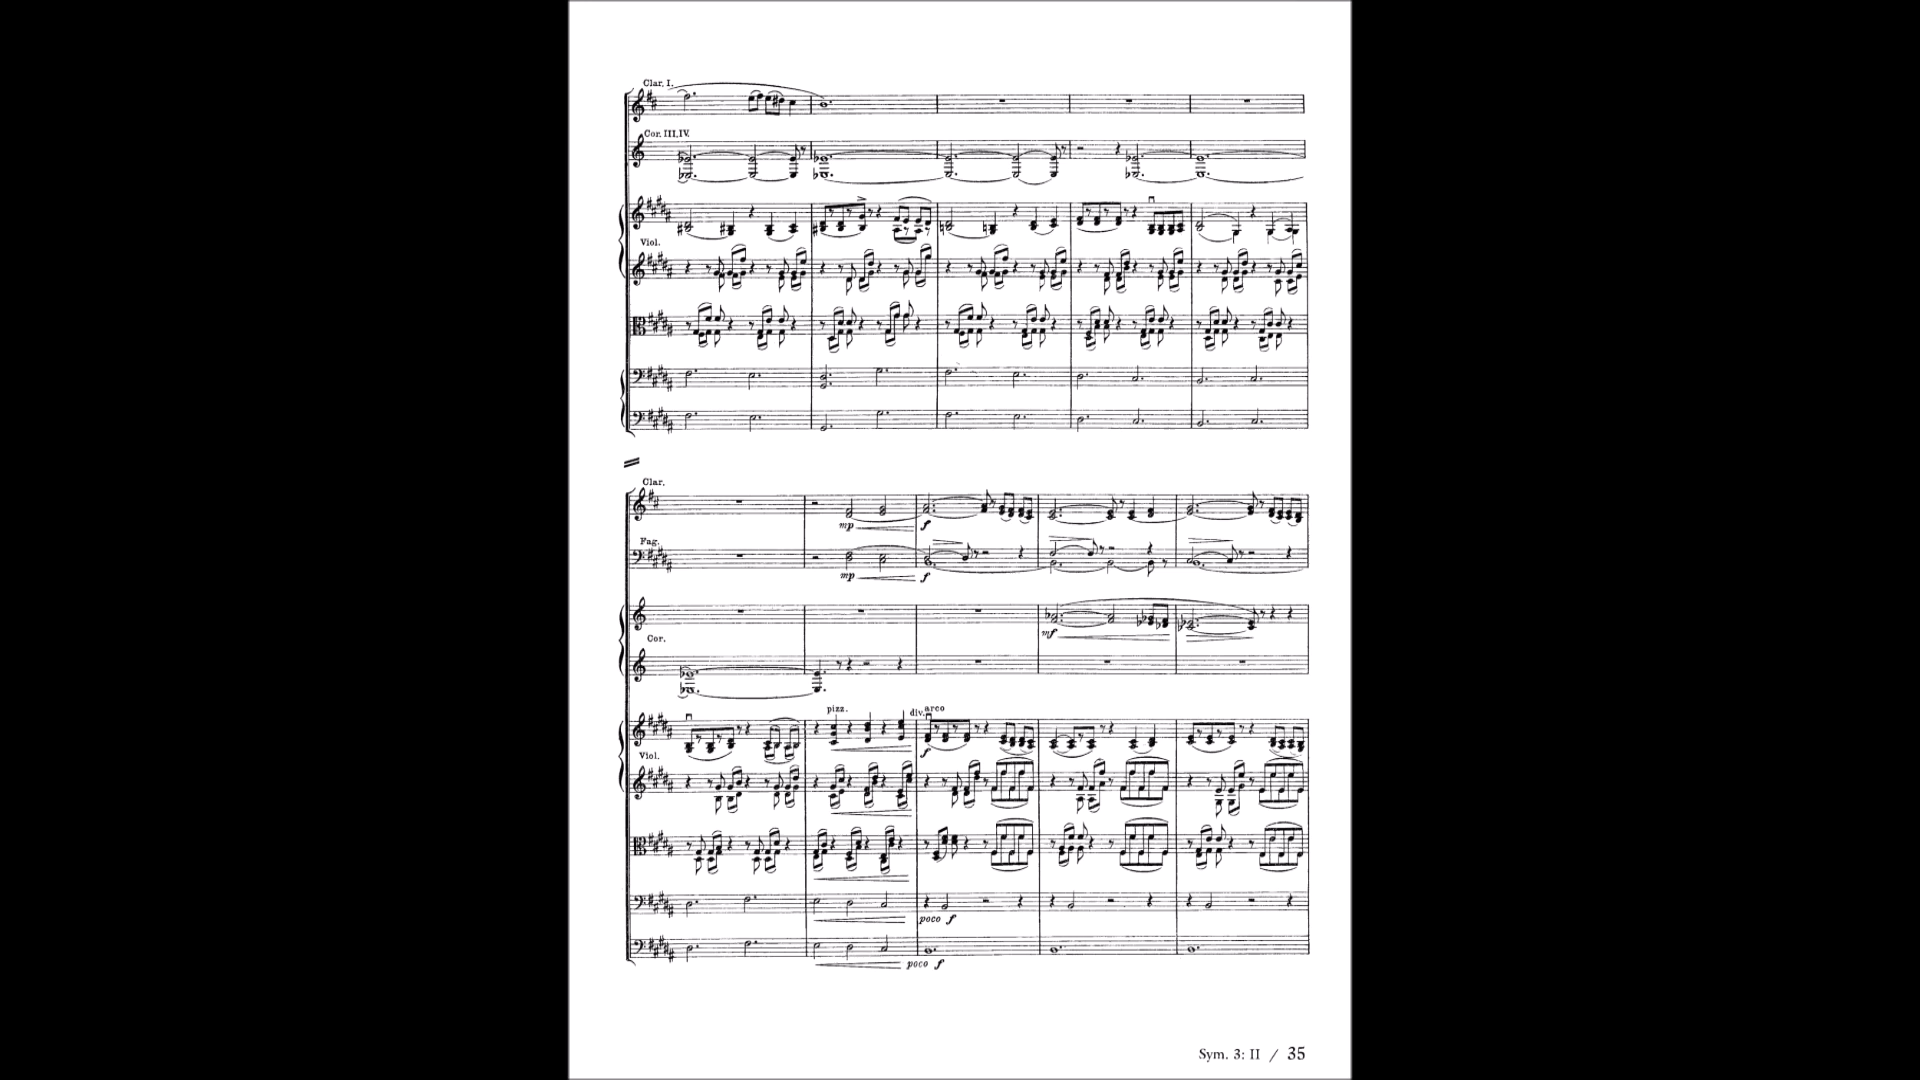 Clar. I.
Cor. III.IV.
Viol.
Clar.
mp f
Fag.
mp f
mf
Cor.
pizz. div. arco
f
Viol.
poco f
poco f
Sym. 3: II / 35